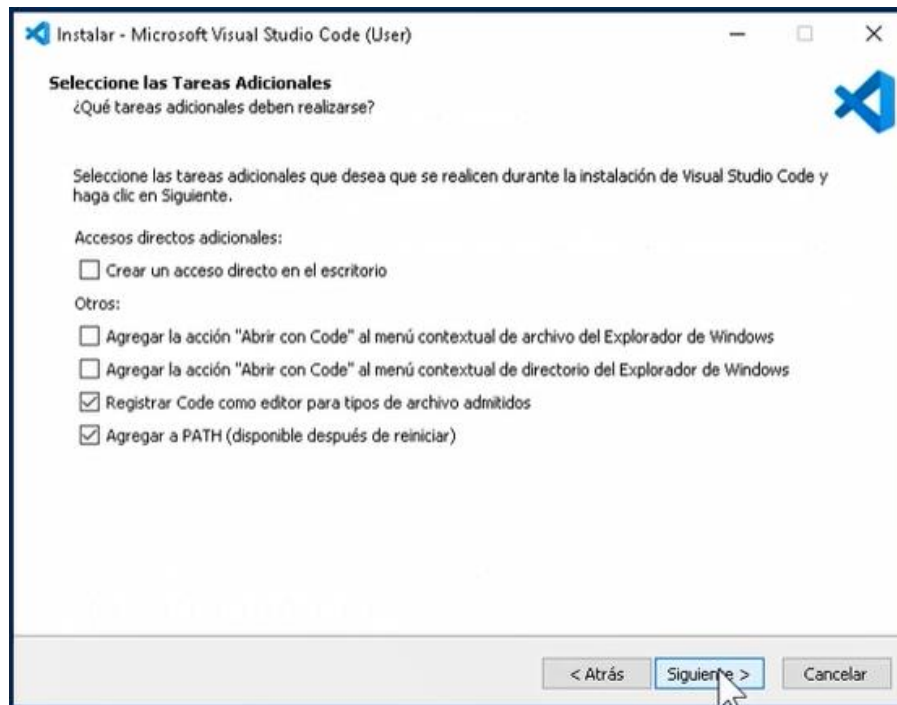 Instalar - Microsoft Visual Studio Code (User)
Seleccione las Tareas Adicionales
¿Qué tareas adicionales deben realizarse?
Seleccione las tareas adicionales que desea que se realicen durante la instalación de Visual Studio Code y
haga clic en Siguiente.
Accesos directos adicionales:
Crear un acceso directo en el escritorio
Otros:
Agregar la acción "Abrir con Code" al menú contextual de archivo del Explorador de Windows
Agregar la acción "Abrir con Code" al menú contextual de directorio del Explorador de Windows
Registrar Code como editor para tipos de archivo admitidos
Agregar a PATH (disponible después de reiniciar)
< Atrás Siguiente > Cancelar